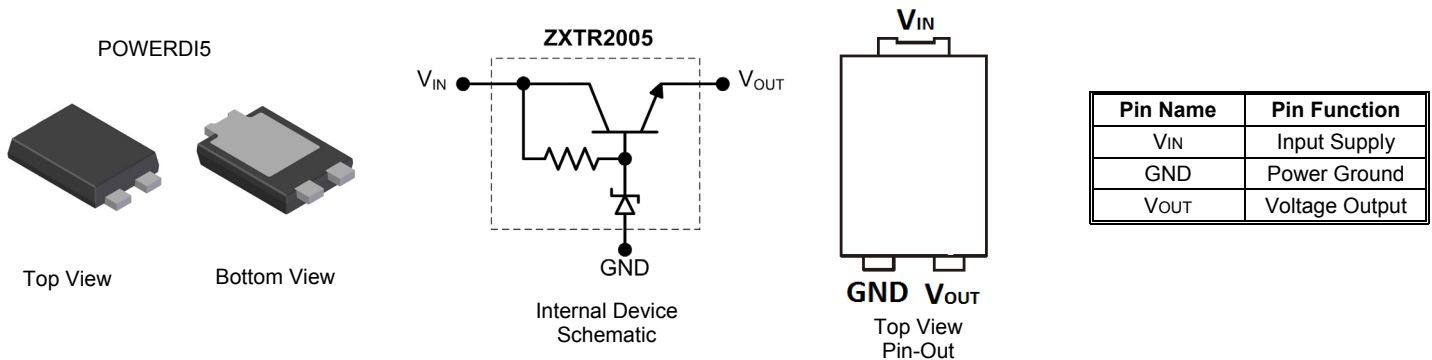 POWERDI5
Top View
Bottom View
ZXTR2005
VIN
VOUT
GND
Internal Device
Schematic
VIN
GND VOUT
Top View
Pin-Out
Pin Name Pin Function
VIN Input Supply
GND Power Ground
VOUT Voltage Output